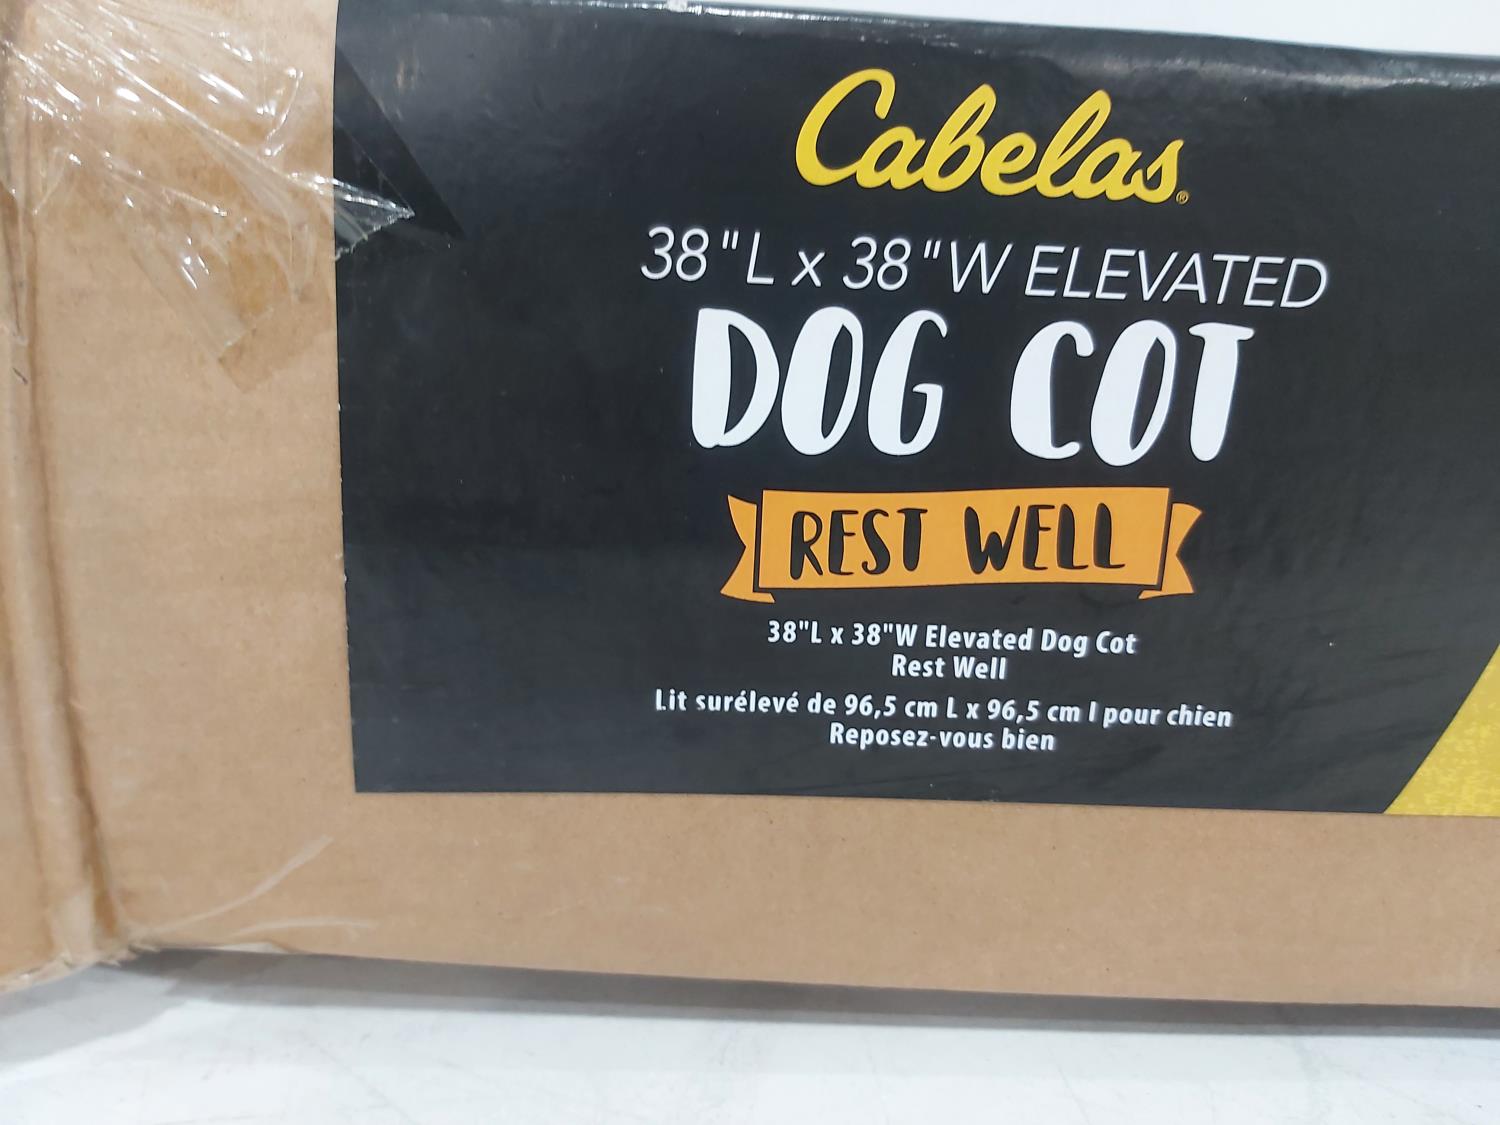 Cabelas®
38"L x 38"W ELEVATED
DOG COT
REST WELL
38"L x 38"W Elevated Dog Cot
Rest Well
Lit surélevé de 96,5 cm L x 96,5 cm l pour chien
Reposez-vous bien